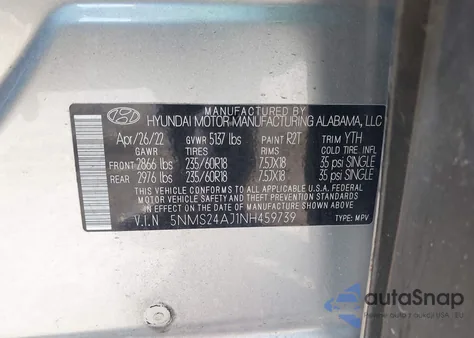 MANUFACTURED BY
HYUNDAI MOTOR MANUFACTURING ALABAMA, LLC
Apr/26/22 GVWR 5137 lbs PAINT R2T TRIM YTH
GAWR TIRES RIMS COLD TIRE INFL.
FRONT 2866 lbs 235/60R18 7.5JX18 35 psi SINGLE
REAR 2976 lbs 235/60R18 7.5JX18 35 psi SINGLE
THIS VEHICLE CONFORMS TO ALL APPLICABLE U.S.A. FEDERAL
MOTOR VEHICLE SAFETY AND THEFT PREVENTION STANDARDS
IN EFFECT ON THE DATE OF MANUFACTURE SHOWN ABOVE.
V.I.N 5NMS24AJ1NH459739 TYPE: MPV
autaSnap